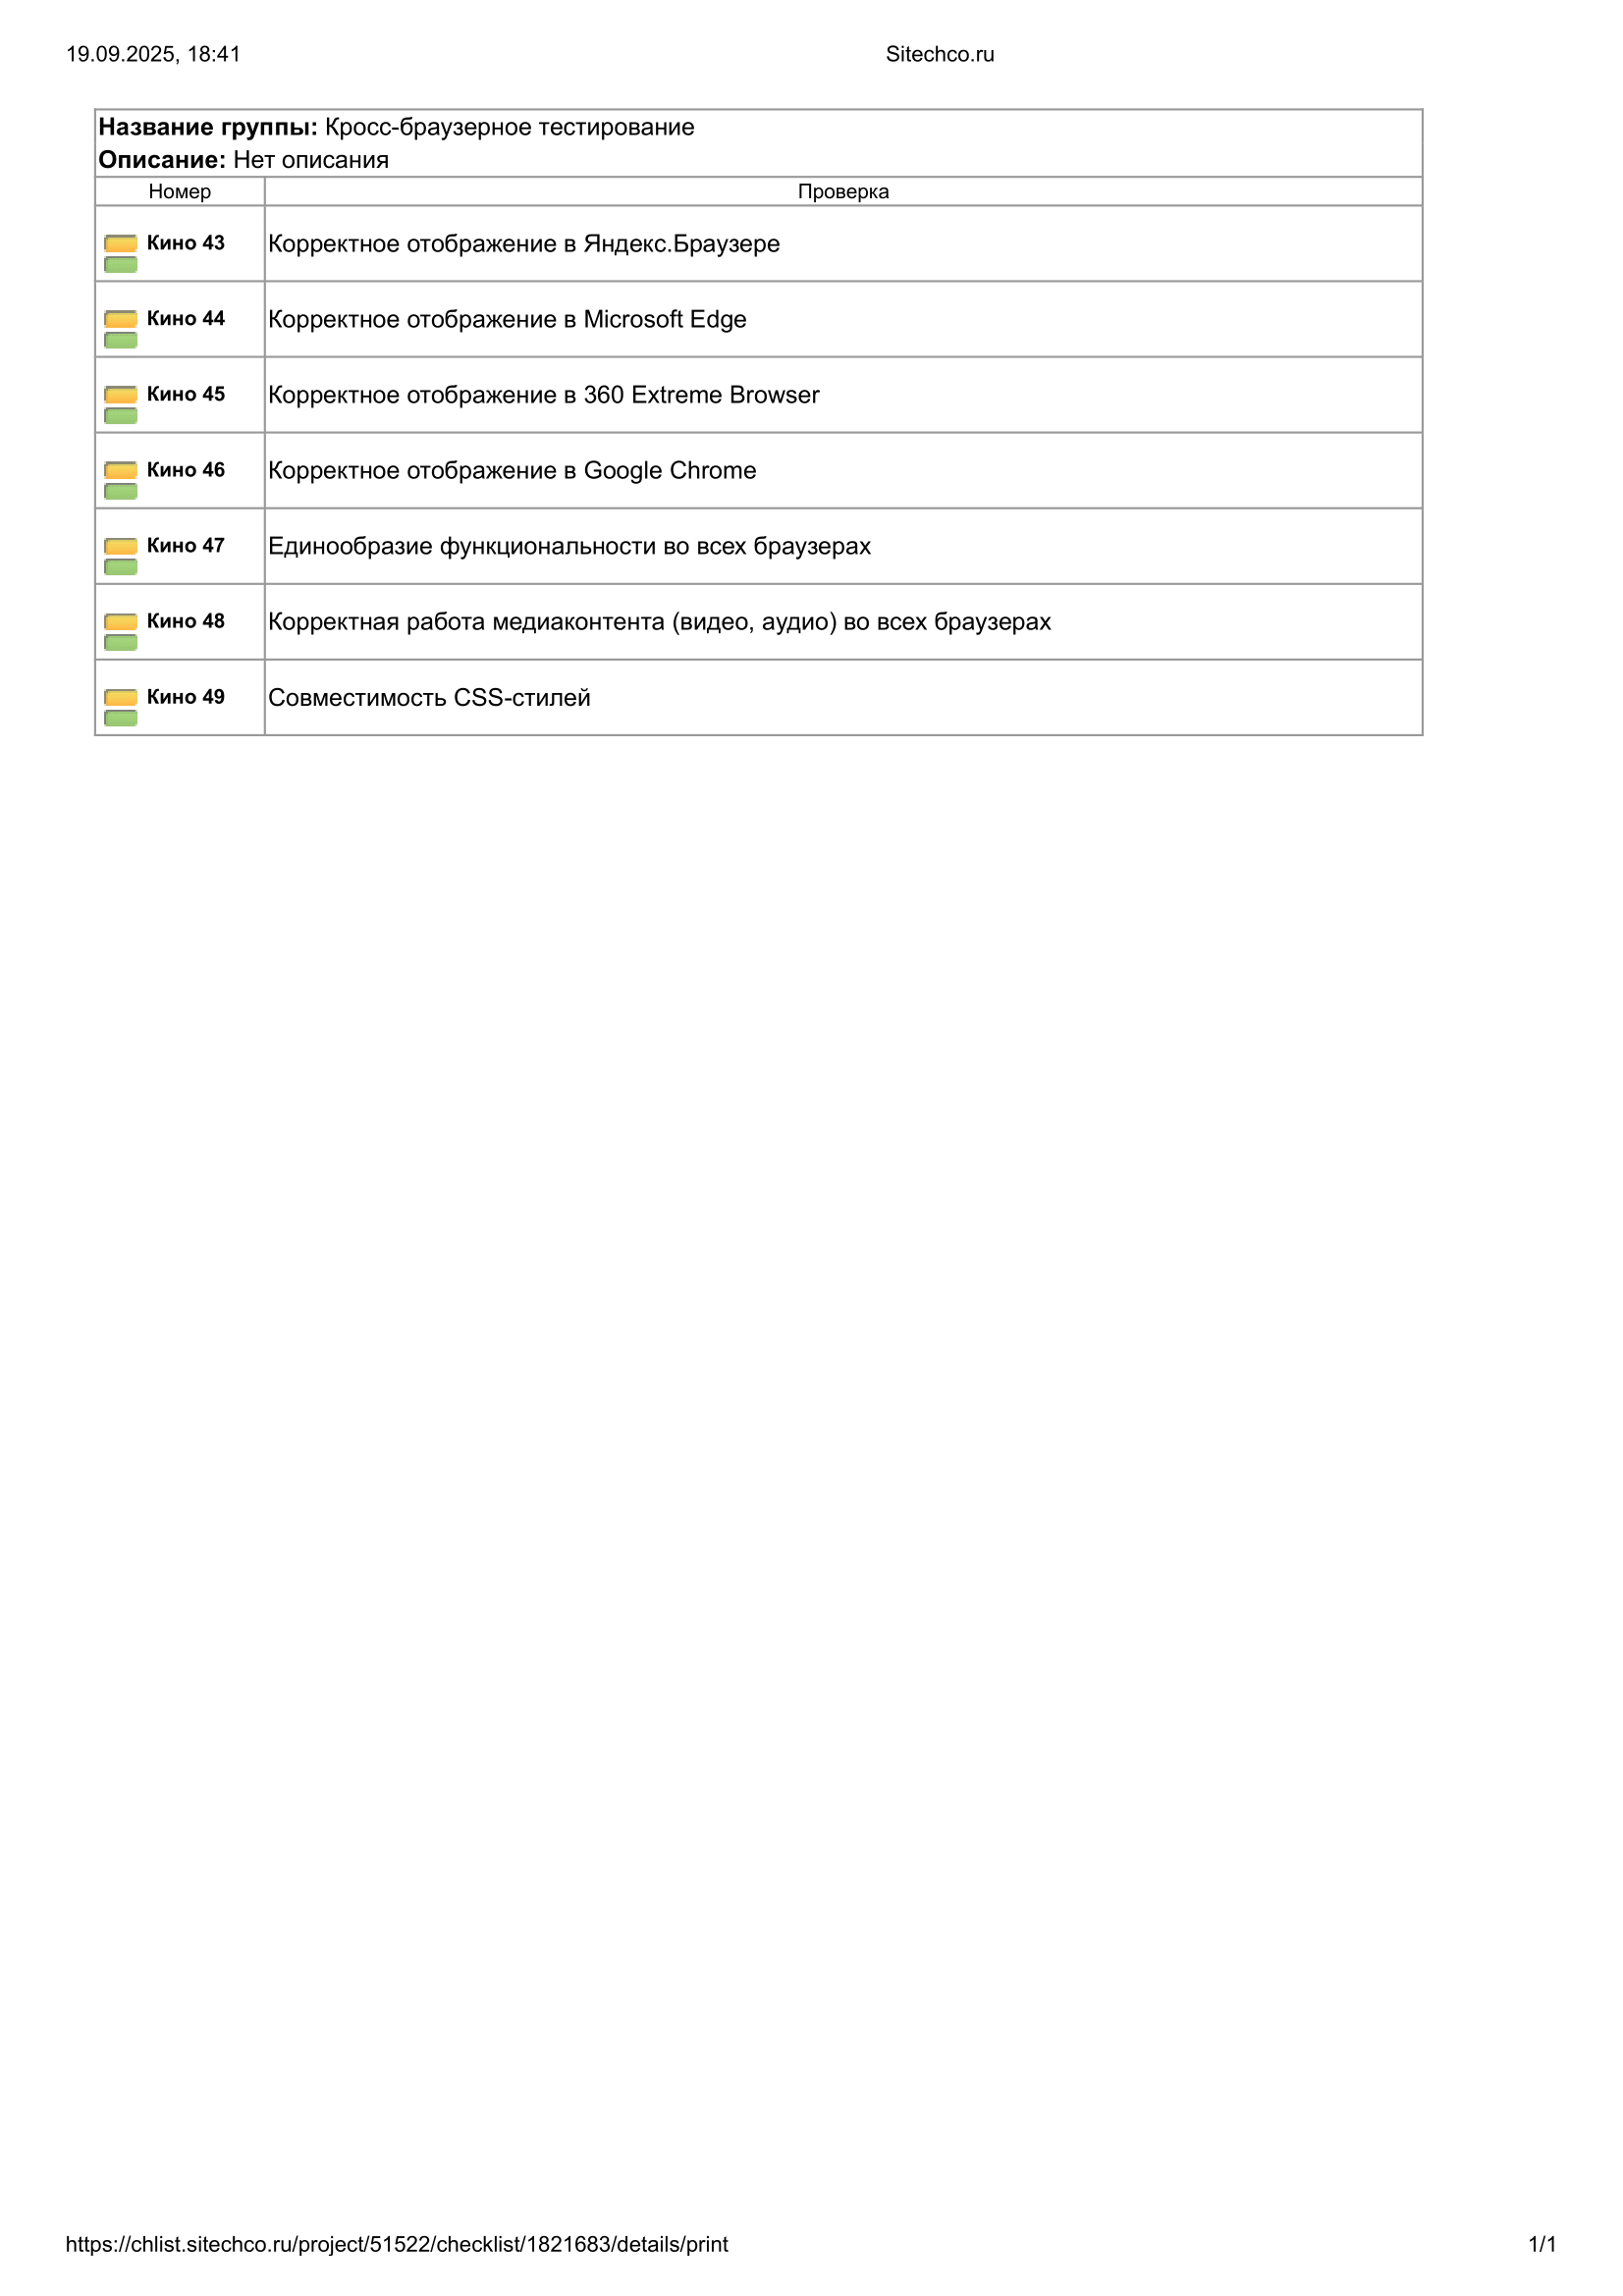 19.09.2025, 18:41
Sitechco.ru
Название группы: Кросс-браузерное тестирование
Описание: Нет описания
Номер
Проверка
Кино 43
Корректное отображение в Яндекс.Браузере
Кино 44
Корректное отображение в Microsoft Edge
Кино 45
Корректное отображение в 360 Extreme Browser
Кино 46
Корректное отображение в Google Chrome
Кино 47
Единообразие функциональности во всех браузерах
Кино 48
Корректная работа медиаконтента (видео, аудио) во всех браузерах
Кино 49
Совместимость CSS-стилей
https://chlist.sitechco.ru/project/51522/checklist/1821683/details/print
1/1